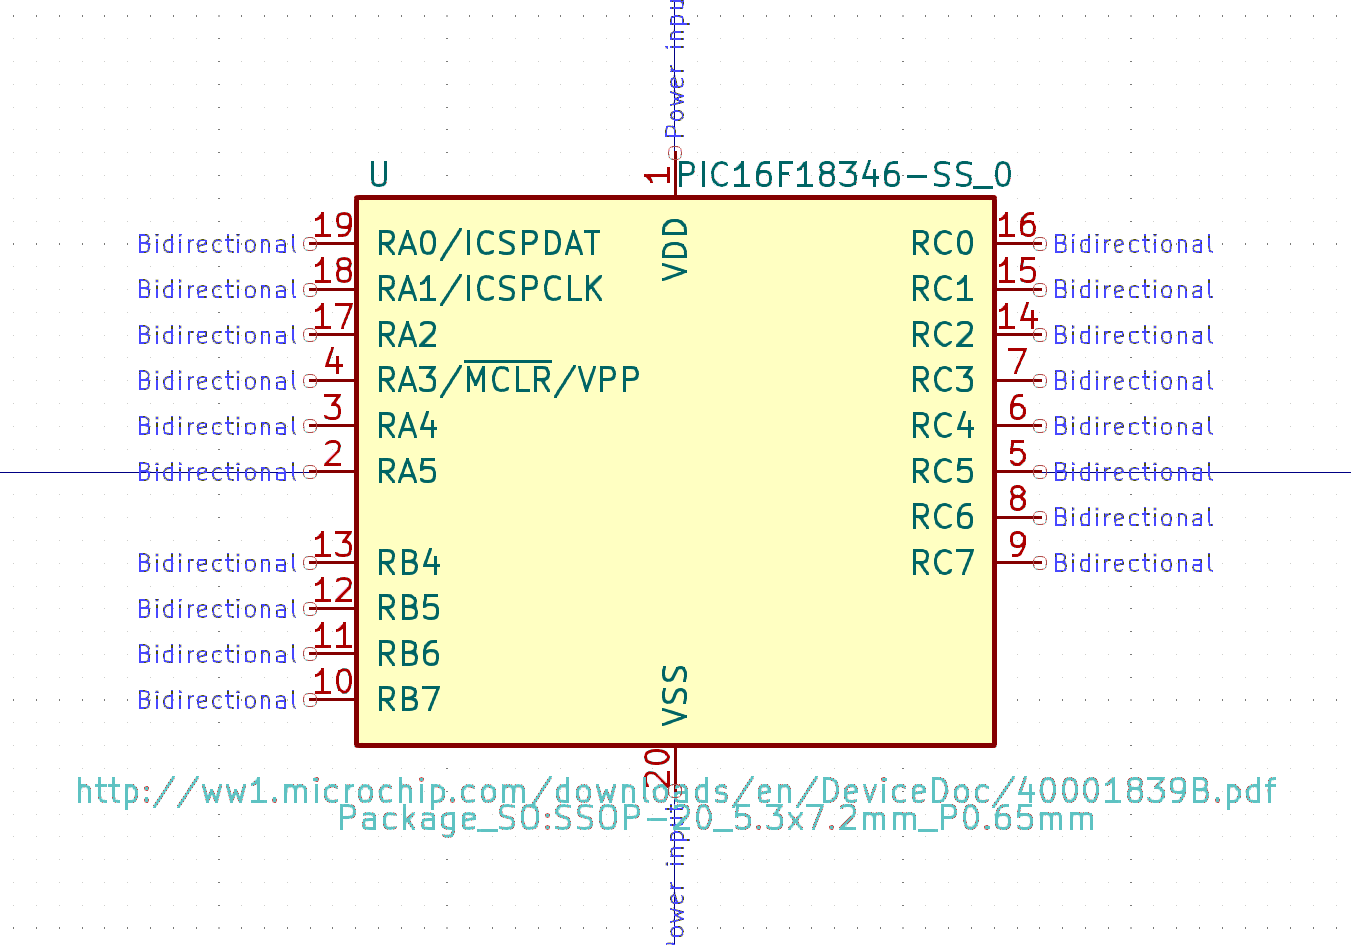 Power inpu
1
U PIC16F18346-SS_0
VDD
Bidirectional 19 RA0/ICSPDAT RC0 16 Bidirectional
Bidirectional 18 RA1/ICSPCLK RC1 15 Bidirectional
Bidirectional 17 RA2 RC2 14 Bidirectional
Bidirectional 4 RA3/MCLR/VPP RC3 7 Bidirectional
Bidirectional 3 RA4 RC4 6 Bidirectional
Bidirectional 2 RA5 RC5 5 Bidirectional
RC6 8 Bidirectional
Bidirectional 13 RB4 RC7 9 Bidirectional
Bidirectional 12 RB5
Bidirectional 11 RB6
Bidirectional 10 RB7
VSS
20
http://ww1.microchip.com/downloads/en/DeviceDoc/40001839B.pdf
Package_SO:SSOP-20_5.3x7.2mm_P0.65mm
ower input